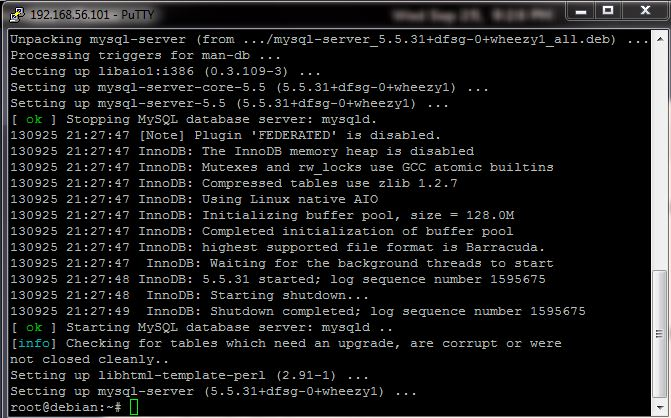 192.168.56.101 - PuTTY
Unpacking mysql-server (from .../mysql-server_5.5.31+dfsg-0+wheezy1_all.deb) ...
Processing triggers for man-db ...
Setting up libaio1:i386 (0.3.109-3) ...
Setting up mysql-server-core-5.5 (5.5.31+dfsg-0+wheezy1) ...
Setting up mysql-server-5.5 (5.5.31+dfsg-0+wheezy1) ...
[ ok ] Stopping MySQL database server: mysqld.
130925 21:27:47 [Note] Plugin 'FEDERATED' is disabled.
130925 21:27:47 InnoDB: The InnoDB memory heap is disabled
130925 21:27:47 InnoDB: Mutexes and rw_locks use GCC atomic builtins
130925 21:27:47 InnoDB: Compressed tables use zlib 1.2.7
130925 21:27:47 InnoDB: Using Linux native AIO
130925 21:27:47 InnoDB: Initializing buffer pool, size = 128.0M
130925 21:27:47 InnoDB: Completed initialization of buffer pool
130925 21:27:47 InnoDB: highest supported file format is Barracuda.
130925 21:27:47  InnoDB: Waiting for the background threads to start
130925 21:27:48 InnoDB: 5.5.31 started; log sequence number 1595675
130925 21:27:48  InnoDB: Starting shutdown...
130925 21:27:49  InnoDB: Shutdown completed; log sequence number 1595675
[ ok ] Starting MySQL database server: mysqld ..
[info] Checking for tables which need an upgrade, are corrupt or were
not closed cleanly..
Setting up libhtml-template-perl (2.91-1) ...
Setting up mysql-server (5.5.31+dfsg-0+wheezy1) ...
root@debian:~#